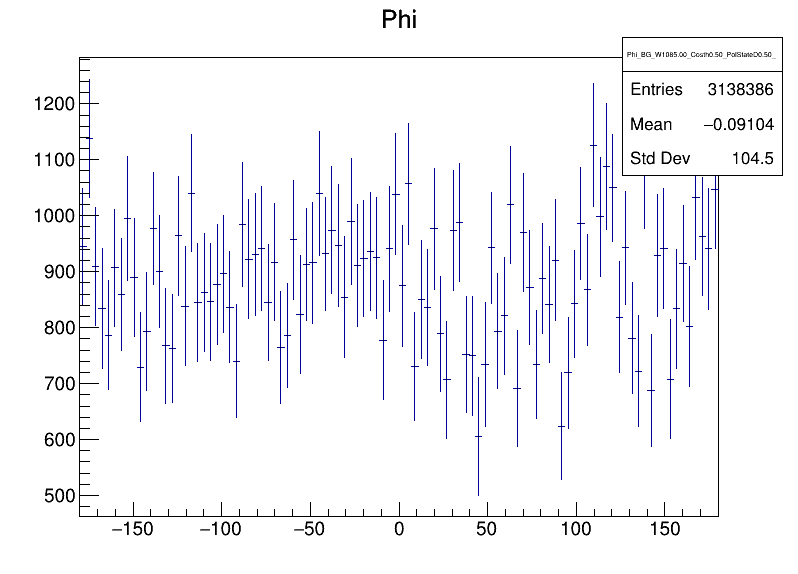 Phi
Phi_BG_W1085.00_Costh0.50_PolStateD0.50_
Entries 3138386
Mean −0.09104
Std Dev 104.5
1200
1100
1000
900
800
700
600
500
−150 −100 −50 0 50 100 150